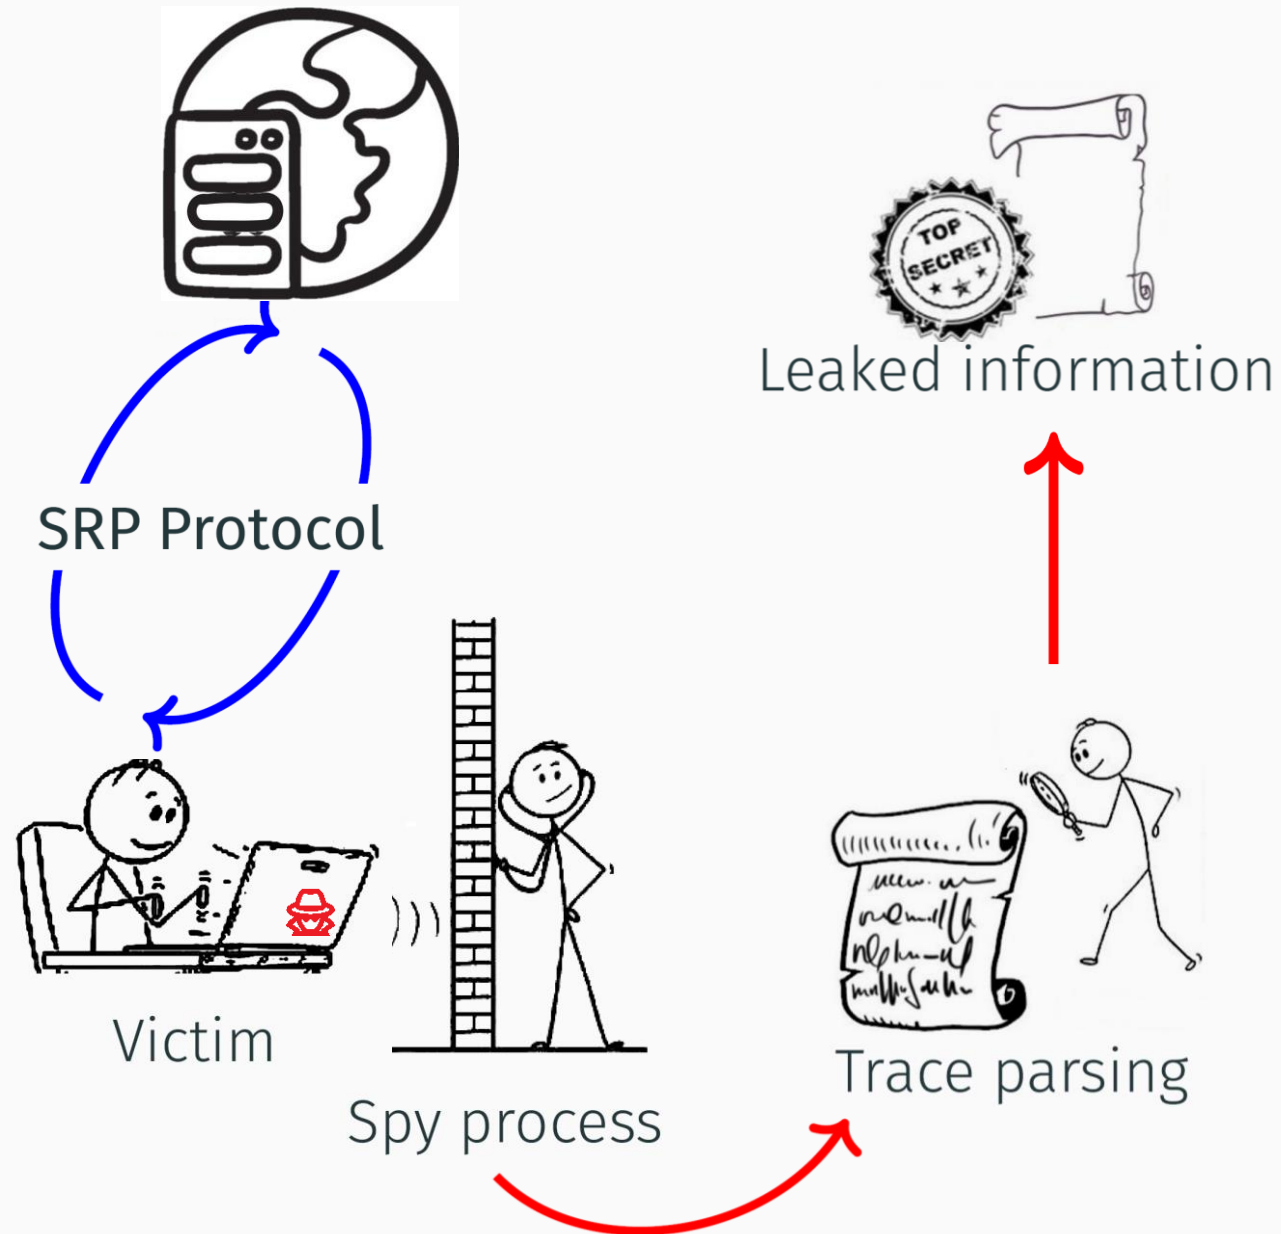 TOP
SECRET
Leaked information
SRP Protocol
Victim
Spy process
Trace parsing